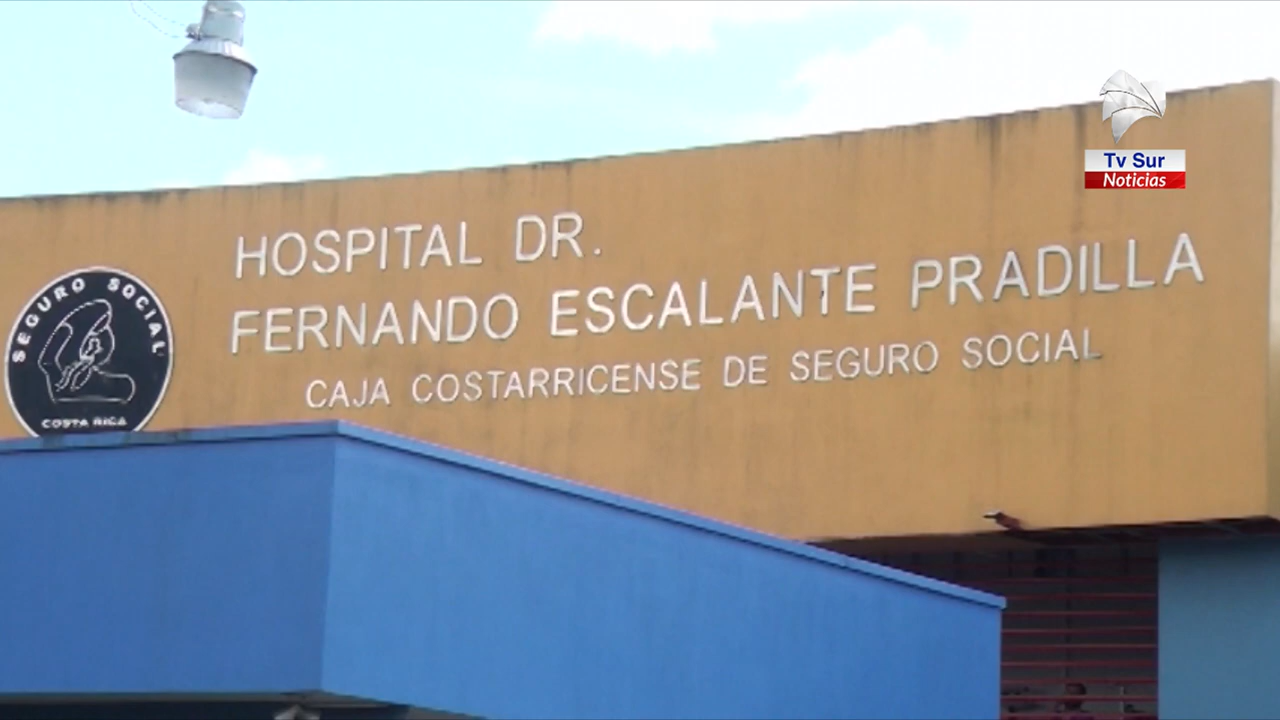 HOSPITAL DR.
FERNANDO ESCALANTE PRADILLA
CAJA COSTARRICENSE DE SEGURO SOCIAL
SEGURO SOCIAL
COSTA RICA
Tv Sur
Noticias